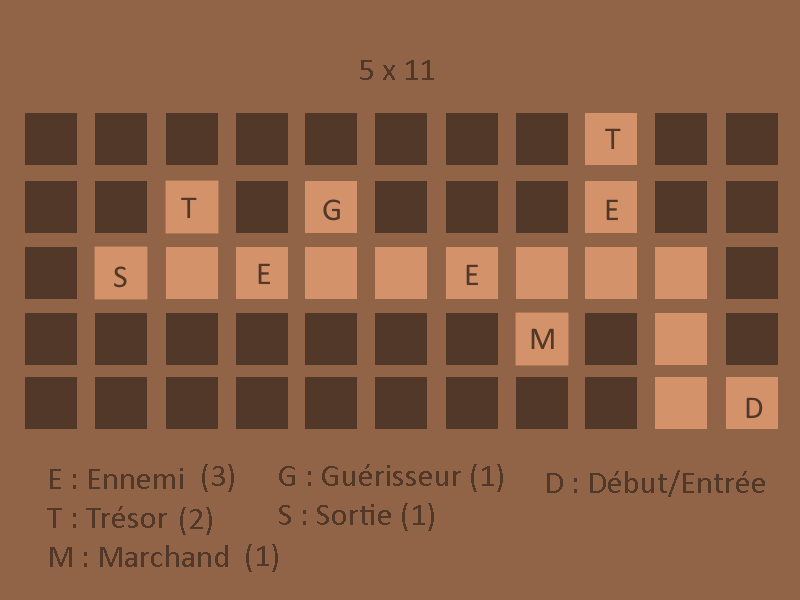 5 x 11
T
T G E
S E E
M
D
E : Ennemi (3) G : Guérisseur (1) D : Début/Entrée
T : Trésor (2) S : Sortie (1)
M : Marchand (1)